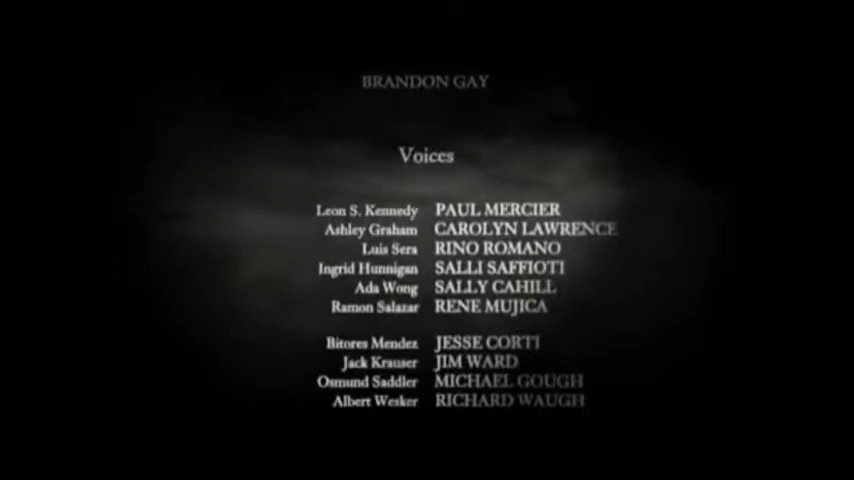 BRANDON GAY
Voices
Leon S. Kennedy PAUL MERCIER
Ashley Graham CAROLYN LAWRENCE
Luis Sera RINO ROMANO
Ingrid Hunnigan SALLI SAFFIOTI
Ada Wong SALLY CAHILL
Ramon Salazar RENE MUJICA
Bitores Mendez JESSE CORTI
Jack Krauser JIM WARD
Osmund Saddler MICHAEL GOUGH
Albert Wesker RICHARD WAUGH